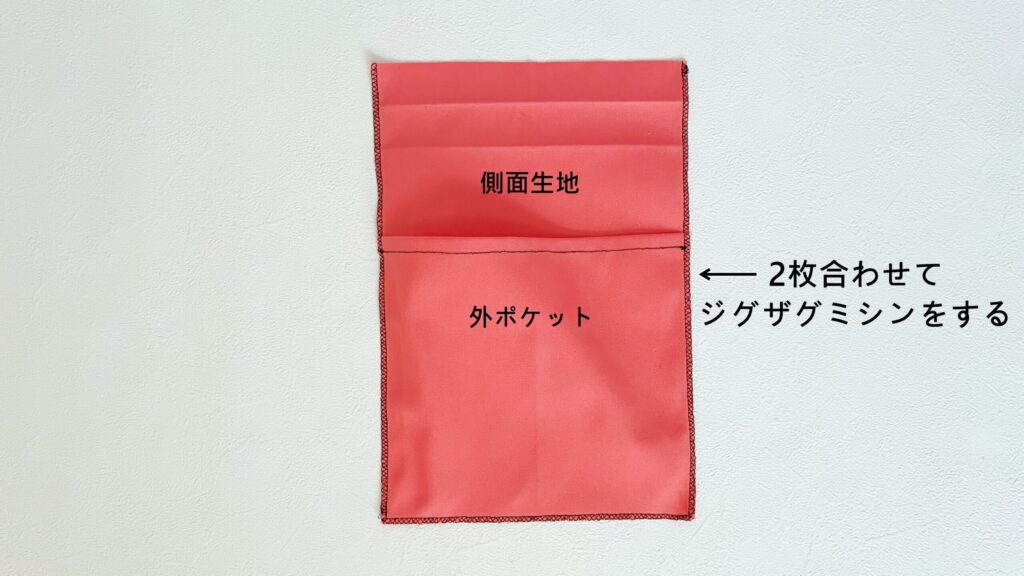 側面生地
外ポケット
← 2枚合わせて
ジグザグミシンをする